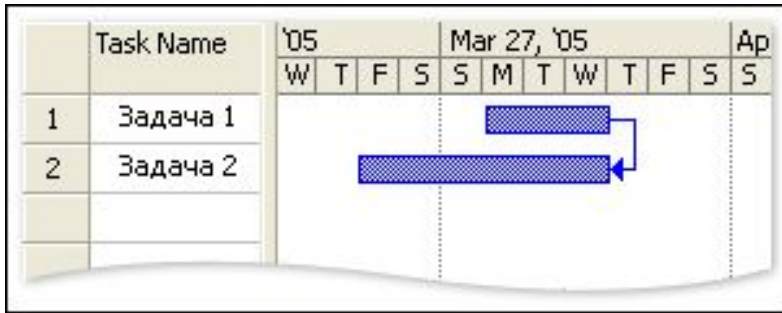 Task Name '05 Mar 27, '05 Ap
W T F S S M T W T F S S
1 Задача 1
2 Задача 2